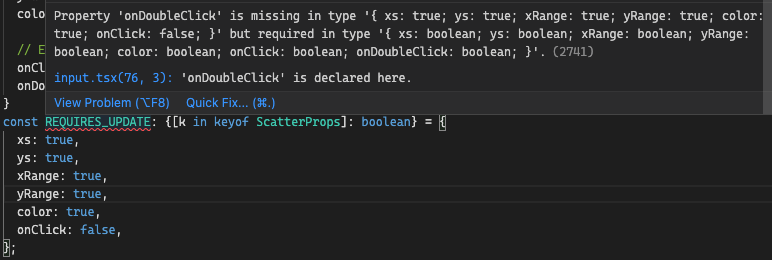 Property 'onDoubleClick' is missing in type '{ xs: true; ys: true; xRange: true; yRange: true; color:
true; onClick: false; }' but required in type '{ xs: boolean; ys: boolean; xRange: boolean; yRange:
boolean; color: boolean; onClick: boolean; onDoubleClick: boolean; }'. (2741)
colo
input.tsx(76, 3): 'onDoubleClick' is declared here.
// E
onCl
onDo
View Problem (⌥F8) Quick Fix... (⌘.)
}
const REQUIRES_UPDATE: {[k in keyof ScatterProps]: boolean} = {
xs: true,
ys: true,
xRange: true,
yRange: true,
color: true,
onClick: false,
};